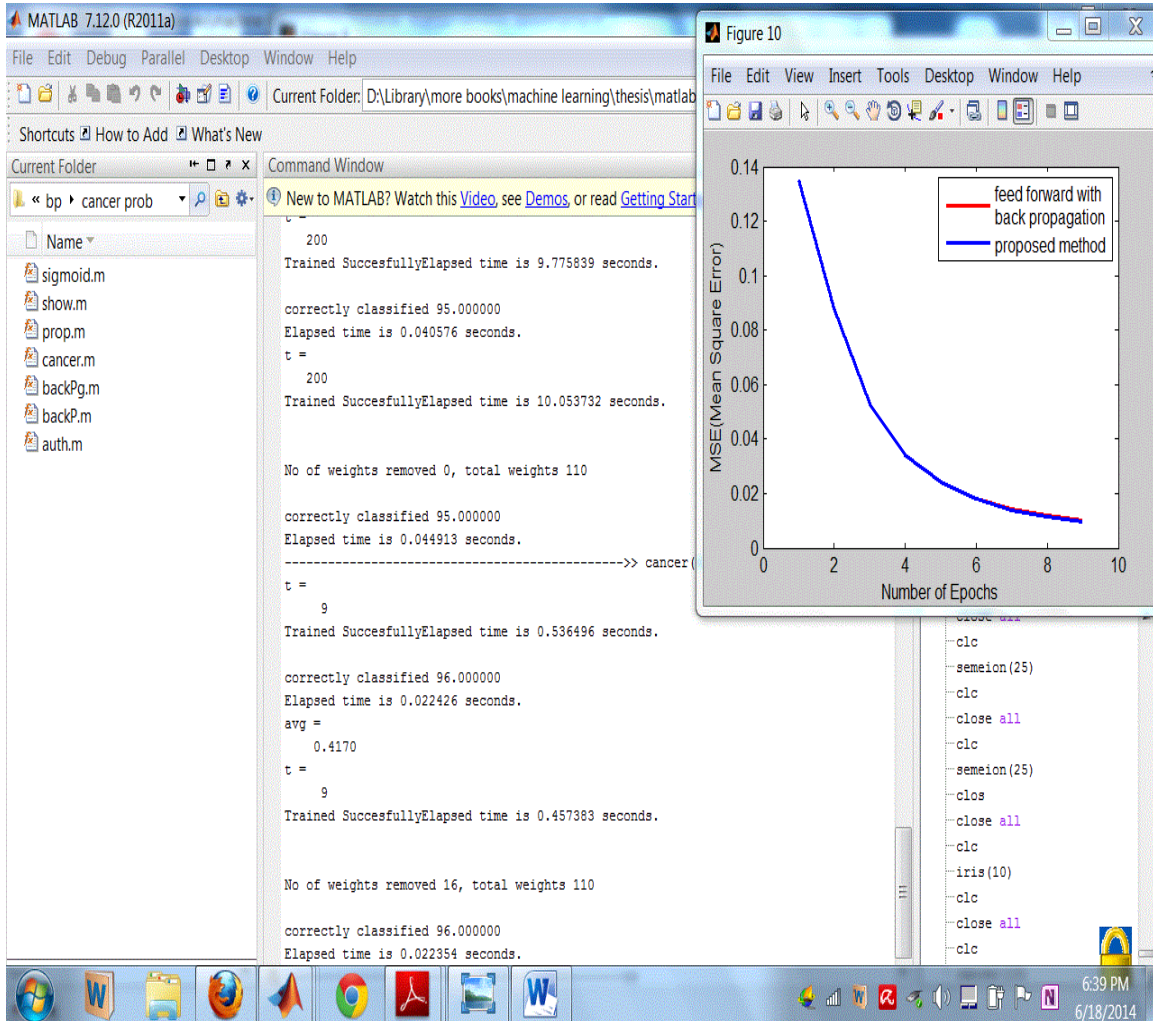 MATLAB 7.12.0 (R2011a)
File Edit Debug Parallel Desktop Window Help
Current Folder: D:\Library\more books\machine learning\thesis\matlab
Shortcuts How to Add What's New
Current Folder
« bp cancer prob
Name
sigmoid.m
show.m
prop.m
cancer.m
backPg.m
backP.m
auth.m
Command Window
New to MATLAB? Watch this Video, see Demos, or read Getting Start
t =
200
Trained SuccesfullyElapsed time is 9.775839 seconds.
correctly classified 95.000000
Elapsed time is 0.040576 seconds.
t =
200
Trained SuccesfullyElapsed time is 10.053732 seconds.
No of weights removed 0, total weights 110
correctly classified 95.000000
Elapsed time is 0.044913 seconds.
----------------------------------------------->> cancer(
t =
9
Trained SuccesfullyElapsed time is 0.536496 seconds.
correctly classified 96.000000
Elapsed time is 0.022426 seconds.
avg =
0.4170
t =
9
Trained SuccesfullyElapsed time is 0.457383 seconds.
No of weights removed 16, total weights 110
correctly classified 96.000000
Elapsed time is 0.022354 seconds.
Figure 10
File Edit View Insert Tools Desktop Window Help
0.14
0.12
0.1
0.08
0.06
0.04
0.02
0
MSE(Mean Square Error)
feed forward with
back propagation
proposed method
0 2 4 6 8 10
Number of Epochs
close all
clc
semeion(25)
clc
close all
clc
semeion(25)
clos
close all
clc
iris(10)
clc
close all
clc
6:39 PM
6/18/2014